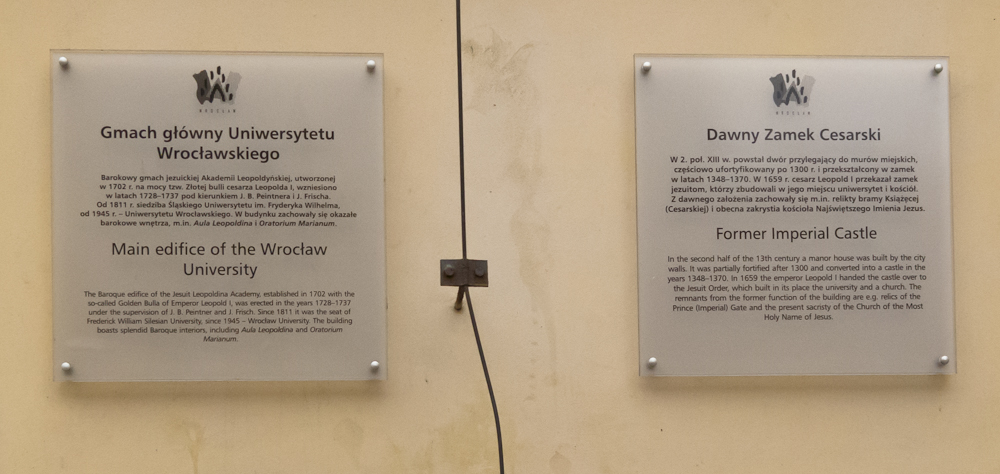 WROCŁAW
Gmach główny Uniwersytetu
Wrocławskiego
Barokowy gmach jezuickiej Akademii Leopoldyńskiej, utworzonej
w 1702 r. na mocy tzw. Złotej bulli cesarza Leopolda I, wzniesiono
w latach 1728–1737 pod kierunkiem J. B. Peintnera i J. Frischa.
Od 1811 r. siedziba Śląskiego Uniwersytetu im. Fryderyka Wilhelma,
od 1945 r. – Uniwersytetu Wrocławskiego. W budynku zachowały się okazałe
barokowe wnętrza, m.in. Aula Leopoldina i Oratorium Marianum.
Main edifice of the Wrocław
University
The Baroque edifice of the Jesuit Leopoldina Academy, established in 1702 with the
so-called Golden Bulla of Emperor Leopold I, was erected in the years 1728–1737
under the supervision of J. B. Peintner and J. Frisch. Since 1811 it was the seat of
Frederick William Silesian University, since 1945 – Wrocław University. The building
boasts splendid Baroque interiors, including Aula Leopoldina and Oratorium
Marianum.
WROCŁAW
Dawny Zamek Cesarski
W 2. poł. XIII w. powstał dwór przylegający do murów miejskich,
częściowo ufortyfikowany po 1300 r. i przekształcony w zamek
w latach 1348–1370. W 1659 r. cesarz Leopold I przekazał zamek
jezuitom, którzy zbudowali w jego miejscu uniwersytet i kościół.
Z dawnego założenia zachowały się m.in. relikty bramy Książęcej
(Cesarskiej) i obecna zakrystia kościoła Najświętszego Imienia Jezus.
Former Imperial Castle
In the second half of the 13th century a manor house was built by the city
walls. It was partially fortified after 1300 and converted into a castle in the
years 1348–1370. In 1659 the emperor Leopold I handed the castle over to
the Jesuit Order, which built in its place the university and a church. The
remnants from the former function of the building are e.g. relics of the
Prince (Imperial) Gate and the present sacristy of the Church of the Most
Holy Name of Jesus.